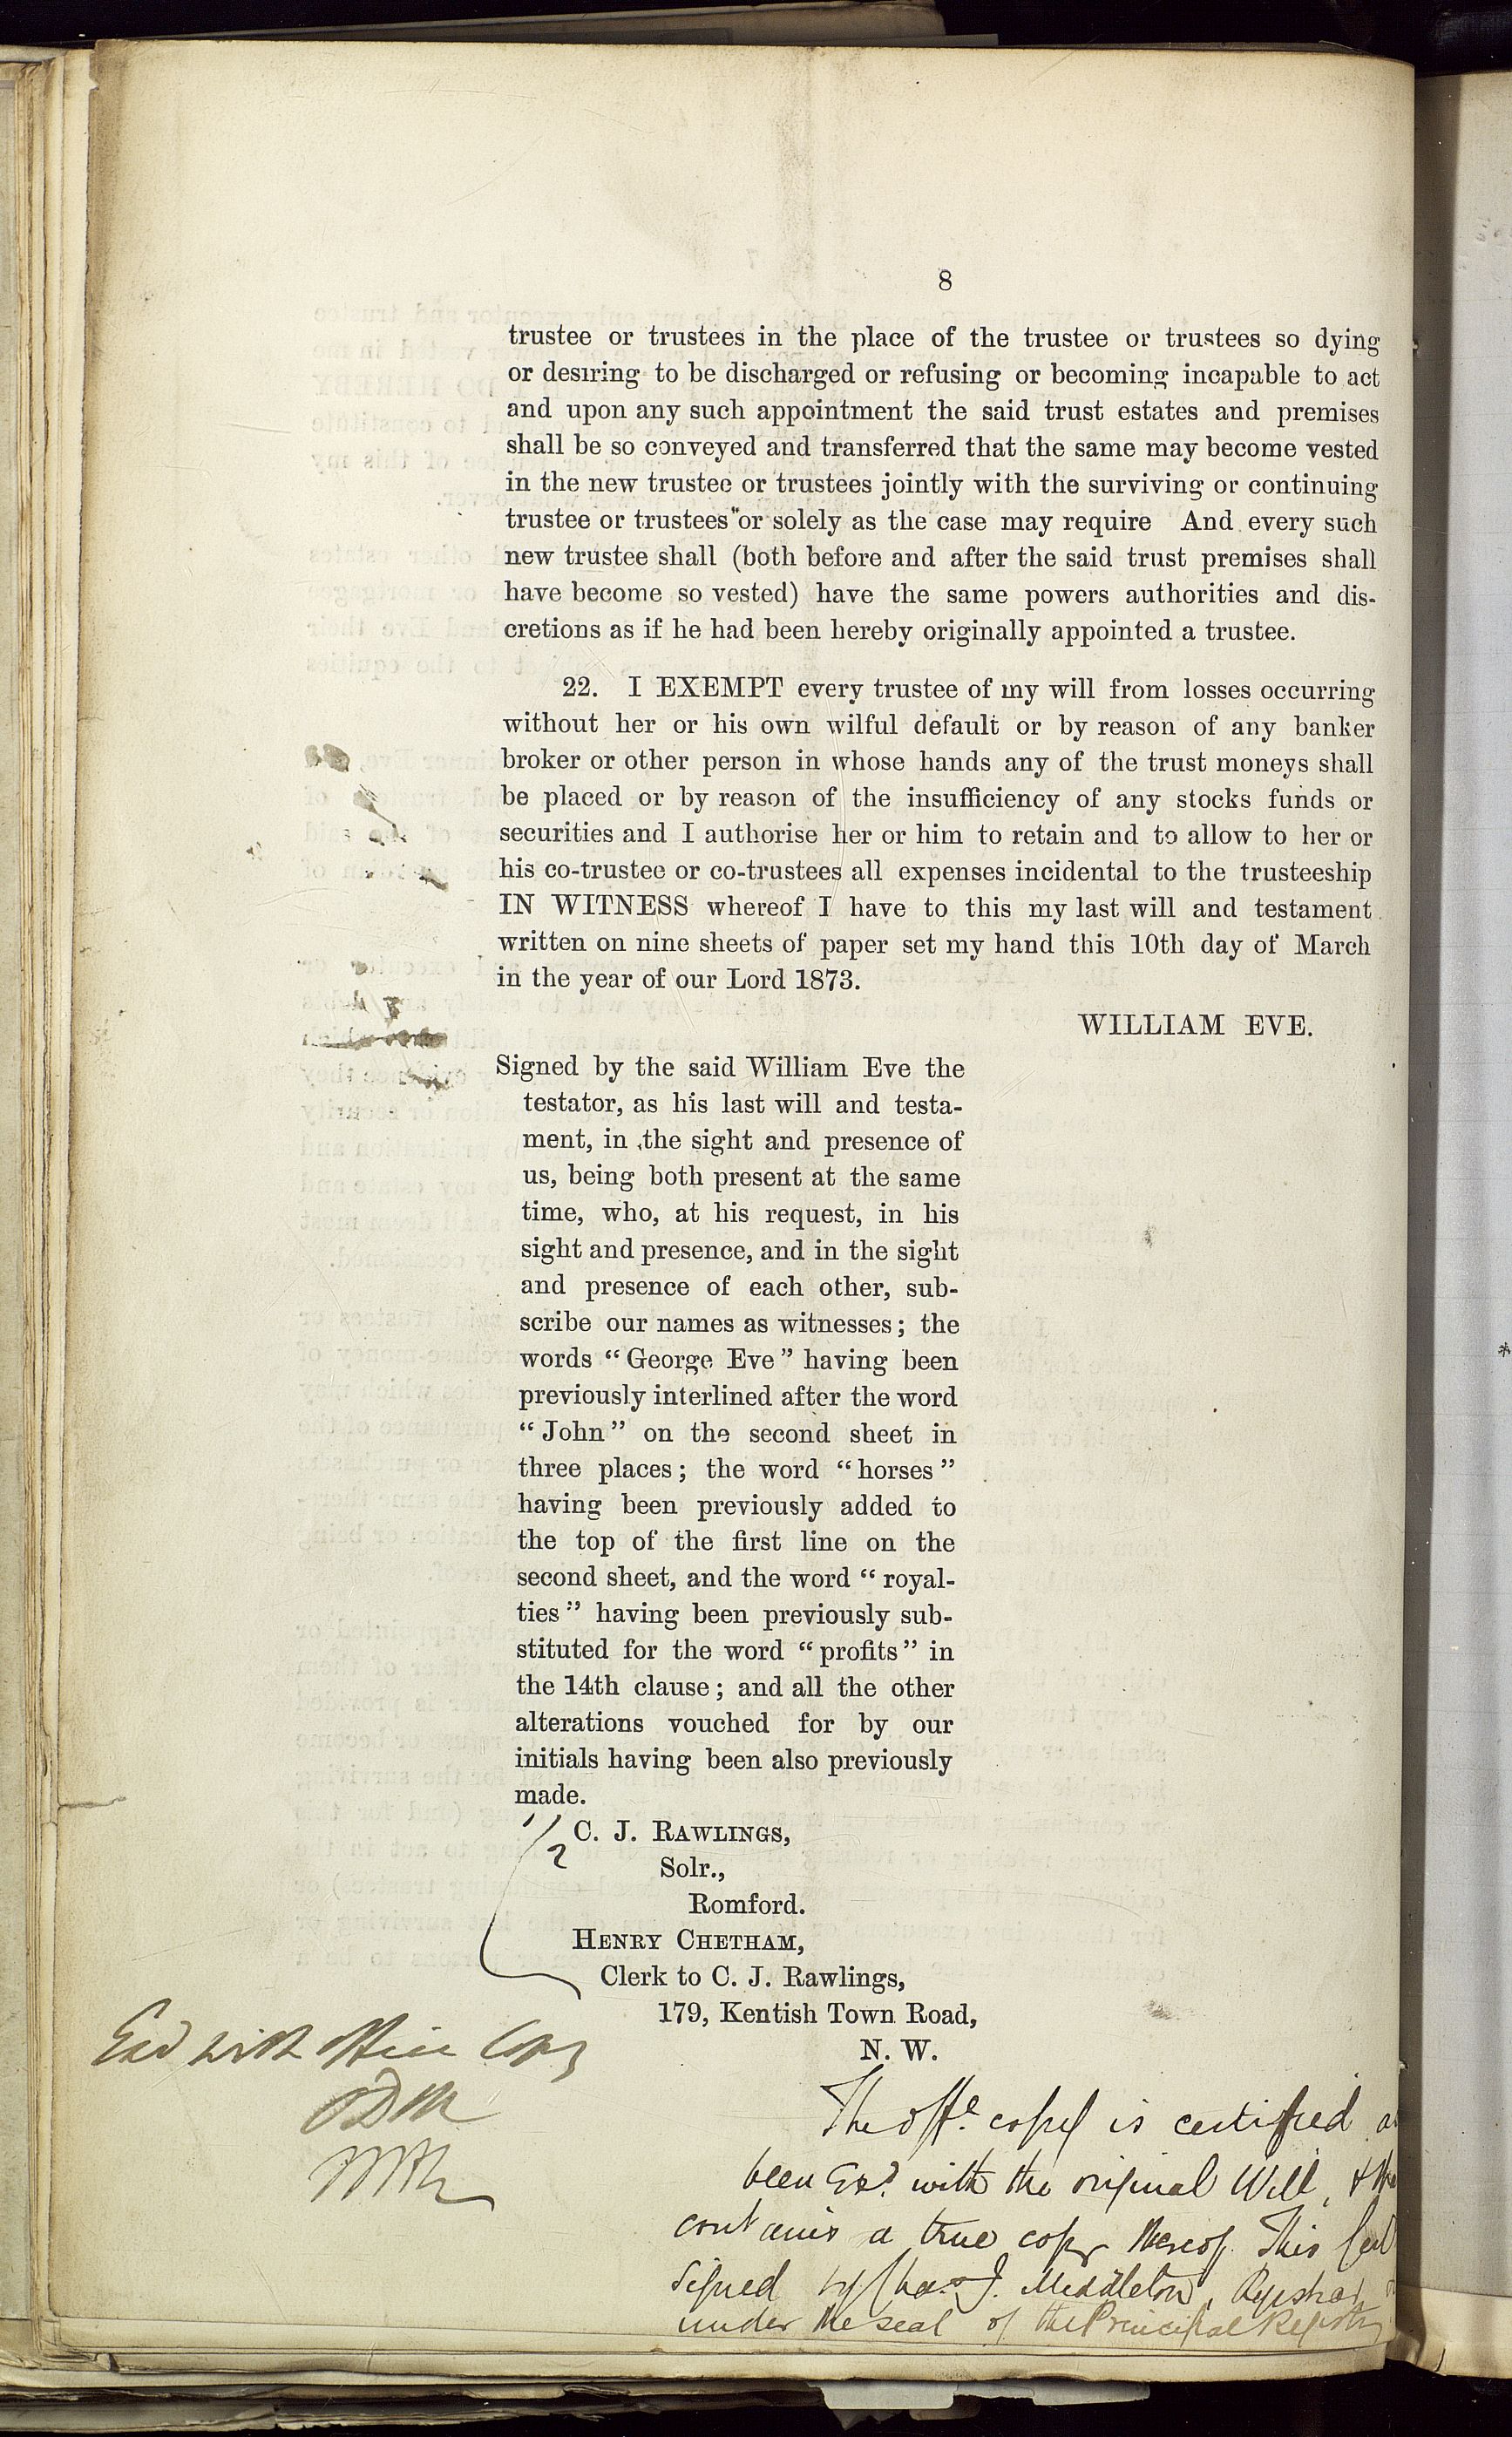 8
trustee or trustees in the place of the trustee or trustees so dying
or desiring to be discharged or refusing or becoming incapable to act
and upon any such appointment the said trust estates and premises
shall be so conveyed and transferred that the same may become vested
in the new trustee or trustees jointly with the surviving or continuing
trustee or trustees or solely as the case may require And every such
new trustee shall (both before and after the said trust premises shall
have become so vested) have the same powers authorities and dis-
cretions as if he had been hereby originally appointed a trustee.
22. I EXEMPT every trustee of my will from losses occurring
without her or his own wilful default or by reason of any banker
broker or other person in whose hands any of the trust moneys shall
be placed or by reason of the insufficiency of any stocks funds or
securities and I authorise her or him to retain and to allow to her or
his co-trustee or co-trustees all expenses incidental to the trusteeship
IN WITNESS whereof I have to this my last will and testament
written on nine sheets of paper set my hand this 10th day of March
in the year of our Lord 1873.
WILLIAM EVE.
Signed by the said William Eve the
testator, as his last will and testa-
ment, in the sight and presence of
us, being both present at the same
time, who, at his request, in his
sight and presence, and in the sight
and presence of each other, sub-
scribe our names as witnesses; the
words "George Eve" having been
previously interlined after the word
"John" on the second sheet in
three places; the word "horses"
having been previously added to
the top of the first line on the
second sheet, and the word "royal-
ties" having been previously sub-
stituted for the word "profits" in
the 14th clause; and all the other
alterations vouched for by our
initials having been also previously
made.
1/2 C. J. RAWLINGS,
Solr.,
Romford.
HENRY CHETHAM,
Clerk to C. J. Rawlings,
179, Kentish Town Road,
N. W.
Exd with Office Copy
The offe. copy is certified
been Exd. with the original Will, &
contains a true copy thereof. This
signed by Chas. J. Middleton, Registrar
under the seal of the Principal Registry